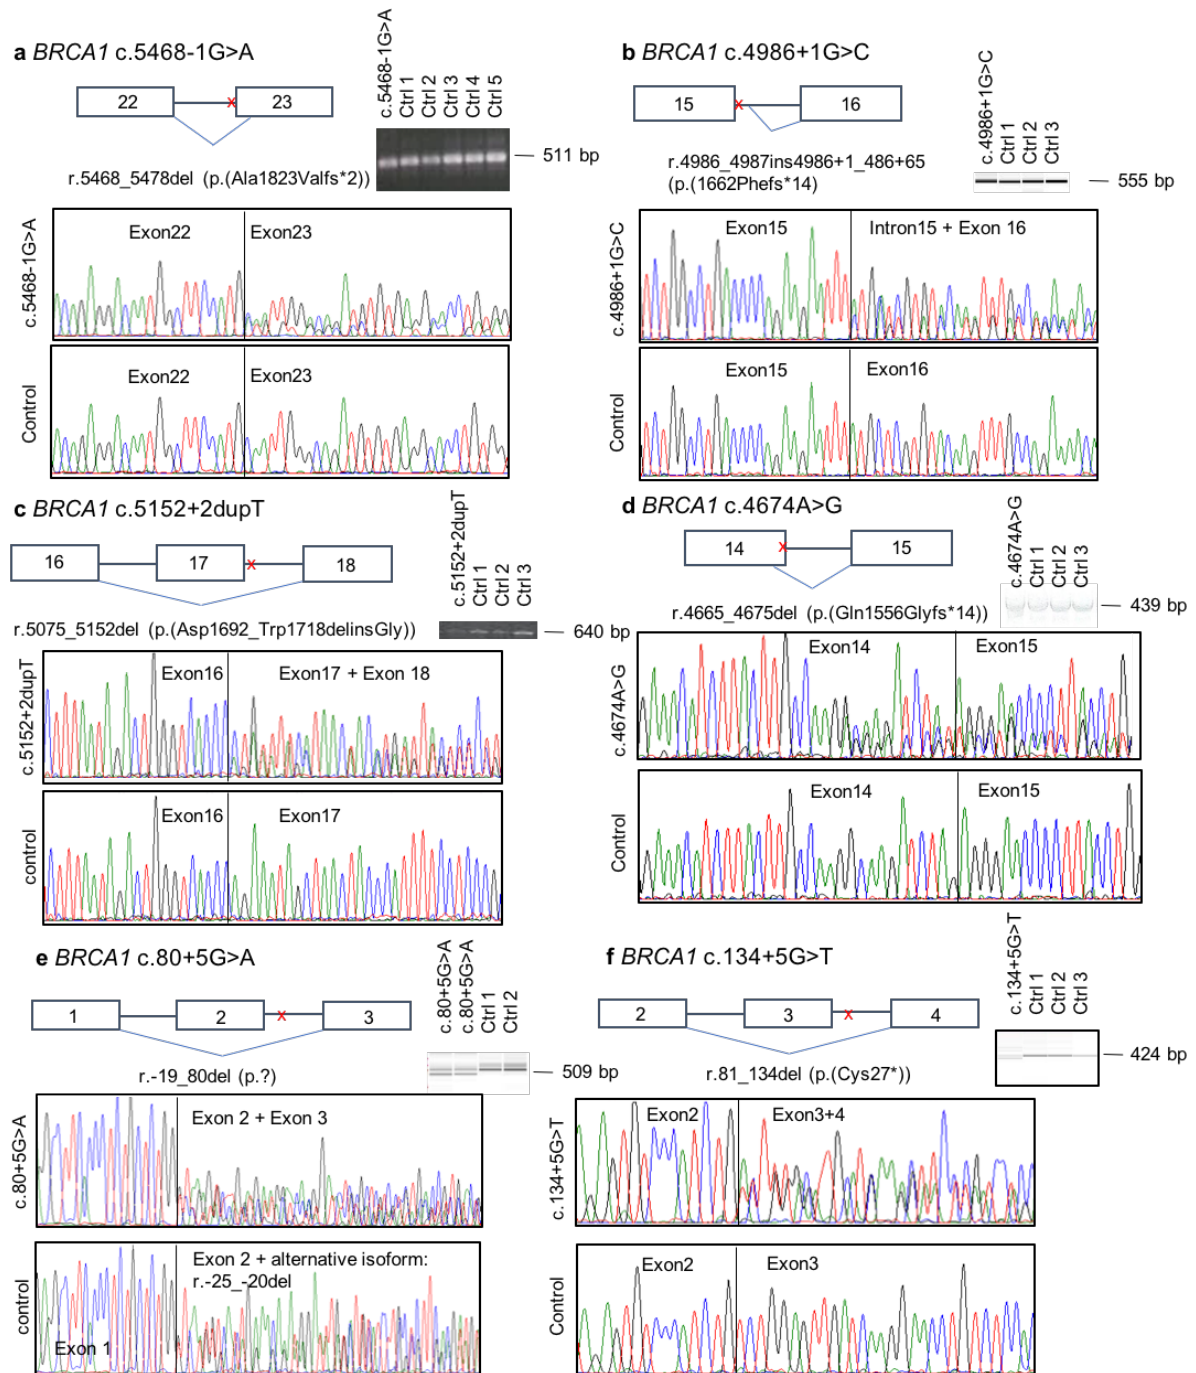 a BRCA1 c.5468-1G>A
22
23
c.5468-1G>A
Ctrl 1
Ctrl 2
Ctrl 3
Ctrl 4
Ctrl 5
511 bp
r.5468_5478del (p.(Ala1823Valfs*2))
c.5468-1G>A
Exon22
Exon23
Control
Exon22
Exon23
b BRCA1 c.4986+1G>C
15
16
c.4986+1G>C
Ctrl 1
Ctrl 2
Ctrl 3
555 bp
r.4986_4987ins4986+1_486+65
(p.(1662Phefs*14)
c.4986+1G>C
Exon15
Intron15 + Exon 16
Control
Exon15
Exon16
c BRCA1 c.5152+2dupT
16
17
18
c.5152+2dupT
Ctrl 1
Ctrl 2
Ctrl 3
640 bp
r.5075_5152del (p.(Asp1692_Trp1718delinsGly))
c.5152+2dupT
Exon16
Exon17 + Exon 18
control
Exon16
Exon17
d BRCA1 c.4674A>G
14
15
c.4674A>G
Ctrl 1
Ctrl 2
Ctrl 3
439 bp
r.4665_4675del (p.(Gln1556Glyfs*14))
c.4674A>G
Exon14
Exon15
Control
Exon14
Exon15
e BRCA1 c.80+5G>A
1
2
3
c.80+5G>A
c.80+5G>A
Ctrl 1
Ctrl 2
509 bp
r.-19_80del (p.?)
c.80+5G>A
Exon 2 + Exon 3
control
Exon 2 + alternative isoform:
r.-25_-20del
Exon 1
f BRCA1 c.134+5G>T
2
3
4
c.134+5G>T
Ctrl 1
Ctrl 2
Ctrl 3
424 bp
r.81_134del (p.(Cys27*))
c.134+5G>T
Exon2
Exon3+4
Control
Exon2
Exon3